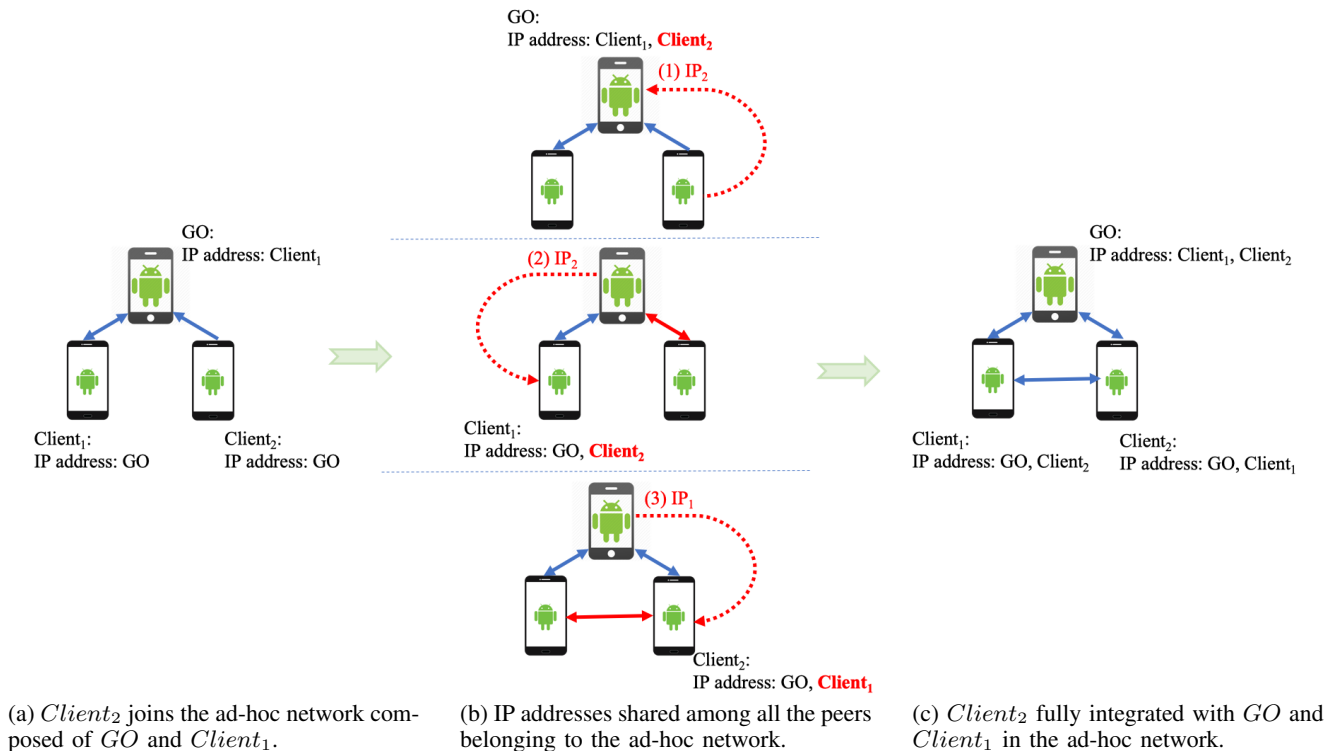 GO:
IP address: Client₁
Client₁:
IP address: GO
Client₂:
IP address: GO
(a) Client₂ joins the ad-hoc network com-
posed of GO and Client₁.
GO:
IP address: Client₁, Client₂
(1) IP₂
(2) IP₂
Client₁:
IP address: GO, Client₂
(3) IP₁
Client₂:
IP address: GO, Client₁
(b) IP addresses shared among all the peers
belonging to the ad-hoc network.
GO:
IP address: Client₁, Client₂
Client₁:
IP address: GO, Client₂
Client₂:
IP address: GO, Client₁
(c) Client₂ fully integrated with GO and
Client₁ in the ad-hoc network.